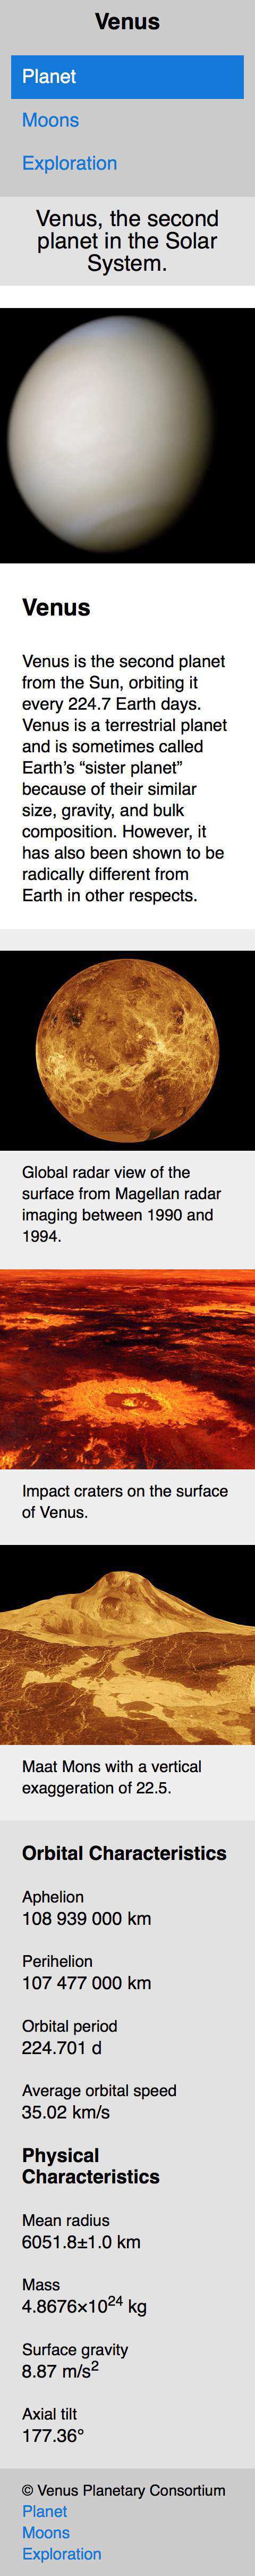 Venus
Planet
Moons
Exploration
Venus, the second
planet in the Solar
System.
Venus
Venus is the second planet
from the Sun, orbiting it
every 224.7 Earth days.
Venus is a terrestrial planet
and is sometimes called
Earth’s “sister planet”
because of their similar
size, gravity, and bulk
composition. However, it
has also been shown to be
radically different from
Earth in other respects.
Global radar view of the
surface from Magellan radar
imaging between 1990 and
1994.
Impact craters on the surface
of Venus.
Maat Mons with a vertical
exaggeration of 22.5.
Orbital Characteristics
Aphelion
108 939 000 km
Perihelion
107 477 000 km
Orbital period
224.701 d
Average orbital speed
35.02 km/s
Physical
Characteristics
Mean radius
6051.8±1.0 km
Mass
4.8676×10²⁴ kg
Surface gravity
8.87 m/s²
Axial tilt
177.36°
© Venus Planetary Consortium
Planet
Moons
Exploration